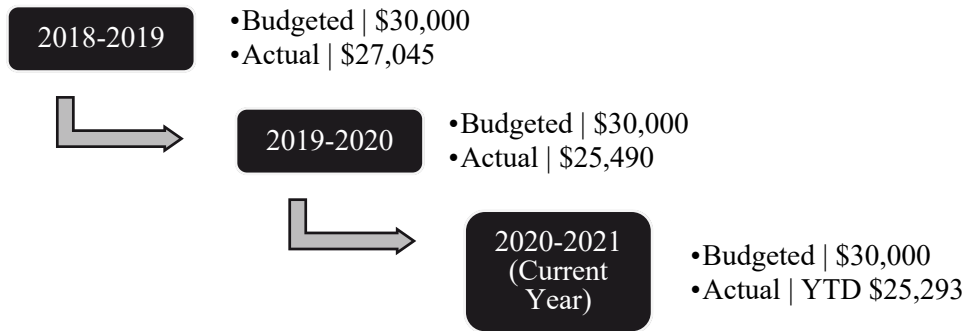 2018-2019
•Budgeted | $30,000
•Actual | $27,045
2019-2020
•Budgeted | $30,000
•Actual | $25,490
2020-2021
(Current
Year)
•Budgeted | $30,000
•Actual | YTD $25,293